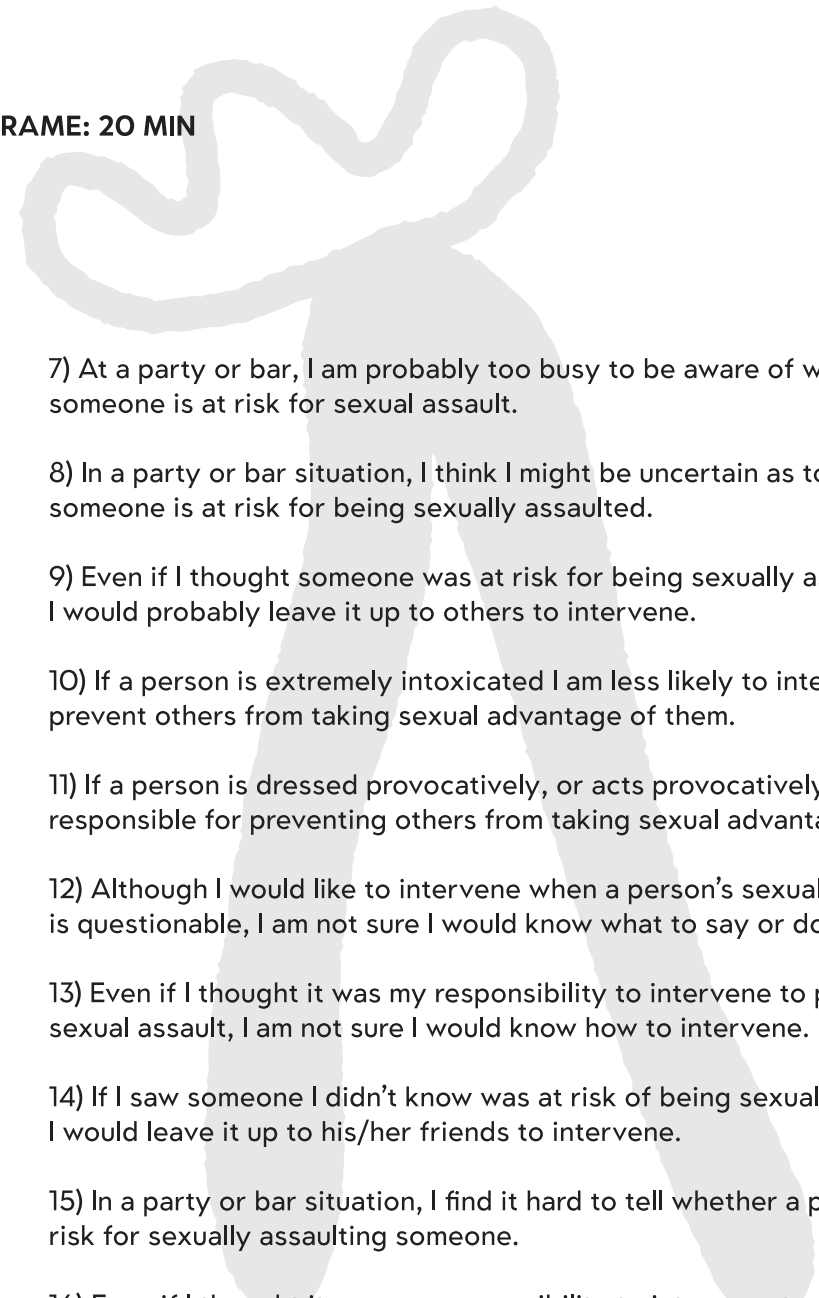 RAME: 20 MIN
7) At a party or bar, I am probably too busy to be aware of w
someone is at risk for sexual assault.
8) In a party or bar situation, I think I might be uncertain as to
someone is at risk for being sexually assaulted.
9) Even if I thought someone was at risk for being sexually a
I would probably leave it up to others to intervene.
10) If a person is extremely intoxicated I am less likely to inte
prevent others from taking sexual advantage of them.
11) If a person is dressed provocatively, or acts provocatively
responsible for preventing others from taking sexual advanta
12) Although I would like to intervene when a person’s sexual
is questionable, I am not sure I would know what to say or do
13) Even if I thought it was my responsibility to intervene to p
sexual assault, I am not sure I would know how to intervene.
14) If I saw someone I didn’t know was at risk of being sexual
I would leave it up to his/her friends to intervene.
15) In a party or bar situation, I find it hard to tell whether a p
risk for sexually assaulting someone.